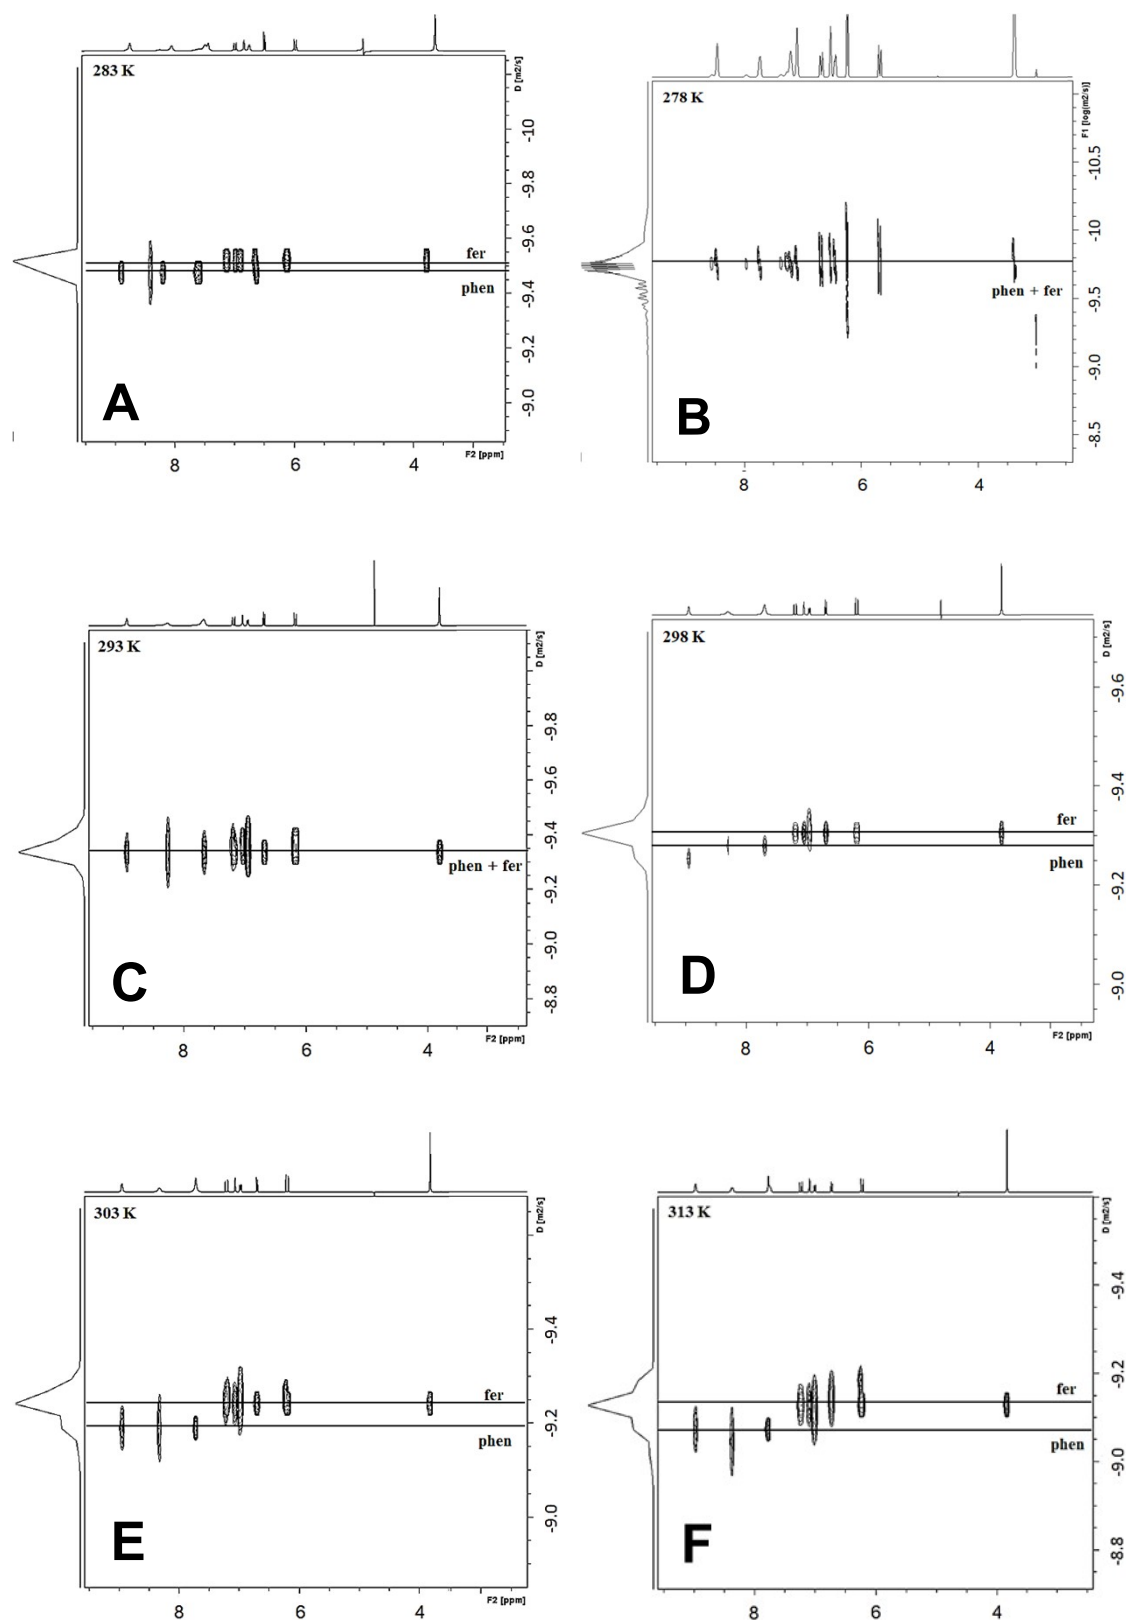 283 K
D [m2/s]
-10
-9.8
-9.6
-9.4
-9.2
-9.0
fer
phen
A
8
6
4
F2 [ppm]
278 K
F1 [log(m2/s)]
-10.5
-10
-9.5
-9.0
-8.5
phen + fer
B
8
6
4
293 K
D [m2/s]
-9.8
-9.6
-9.4
-9.2
-9.0
-8.8
phen + fer
C
8
6
4
F2 [ppm]
298 K
D [m2/s]
-9.6
-9.4
-9.2
-9.0
fer
phen
D
8
6
4
F2 [ppm]
303 K
D [m2/s]
-9.4
-9.2
-9.0
fer
phen
E
8
6
4
F2 [ppm]
313 K
D [m2/s]
-9.4
-9.2
-9.0
-8.8
fer
phen
F
8
6
4
F2 [ppm]